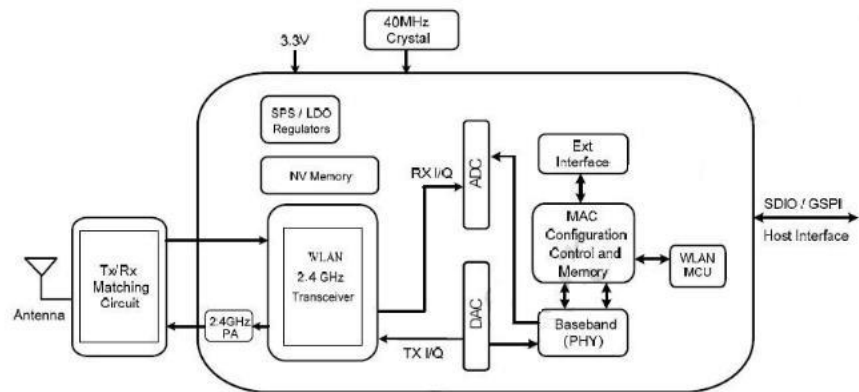 40MHz
Crystal
3.3V
SPS / LDO
Regulators
NV Memory
RX I/Q
ADC
Ext
Interface
MAC
Configuration
Control and
Memory
WLAN
MCU
SDIO / GSPI
Host Interface
Tx/Rx
Matching
Circuit
Antenna
2.4GHz
PA
WLAN
2.4 GHz
Transceiver
DAC
TX I/Q
Baseband
(PHY)